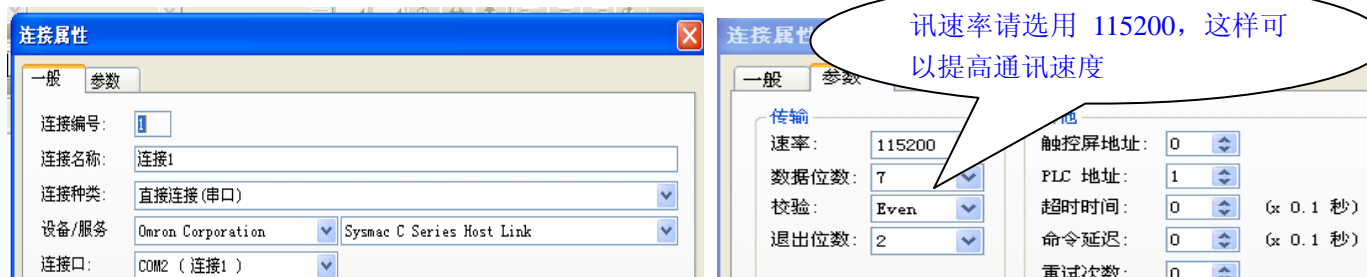 连接属性
一般 参数
连接编号: 1
连接名称: 连接1
连接种类: 直接连接(串口)
设备/服务 Omron Corporation Sysmac C Series Host Link
连接口: COM2 ( 连接1 )
讯速率请选用 115200，这样可
以提高通讯速度
连接属性
一般 参数
传输
速率: 115200
数据位数: 7
校验: Even
退出位数: 2
触控屏地址: 0
PLC 地址: 1
超时时间: 0 (x 0.1 秒)
命令延迟: 0 (x 0.1 秒)
重试次数: 0